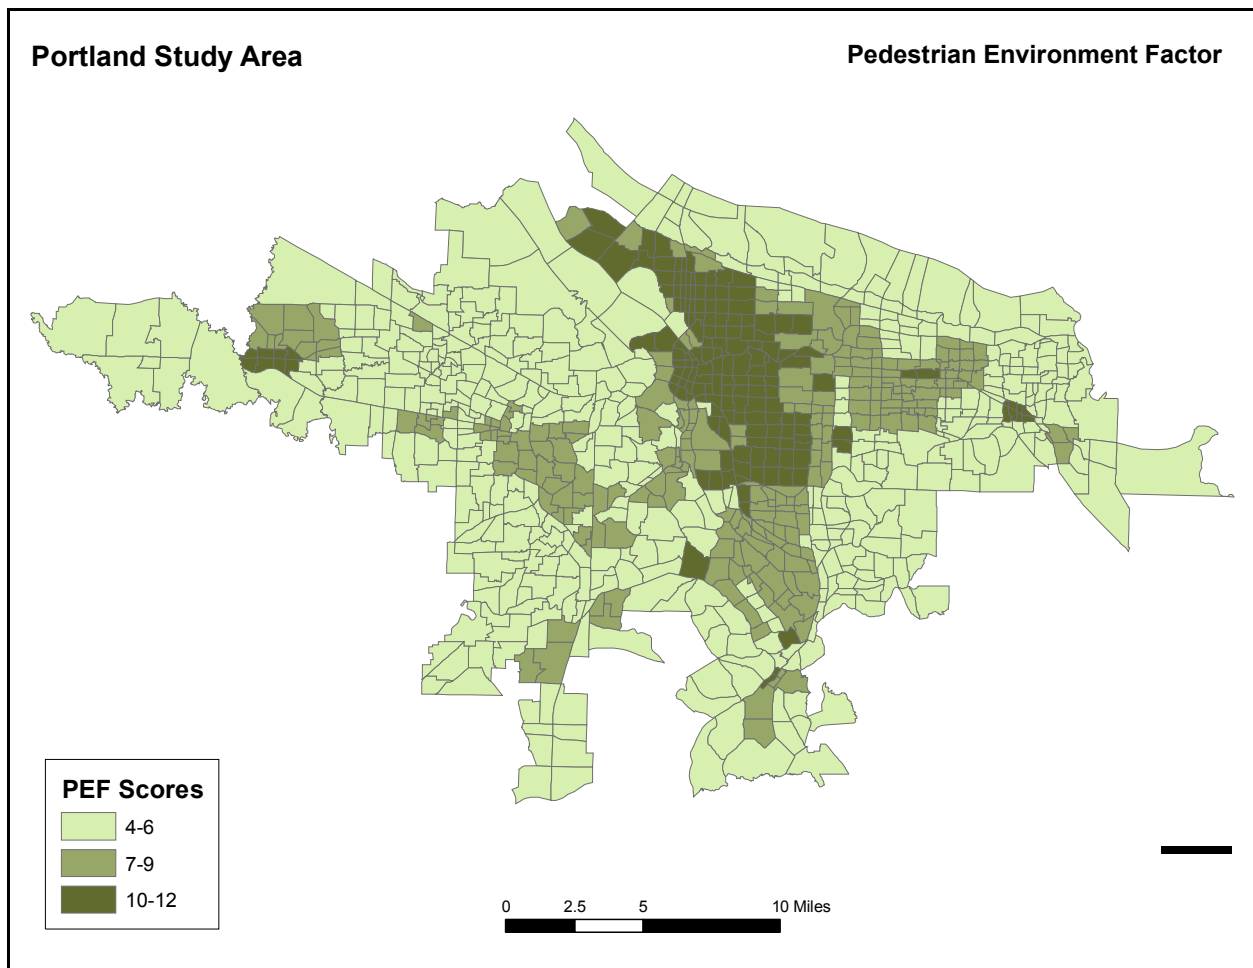 Portland Study Area
Pedestrian Environment Factor
PEF Scores
4-6
7-9
10-12
0 2.5 5 10 Miles